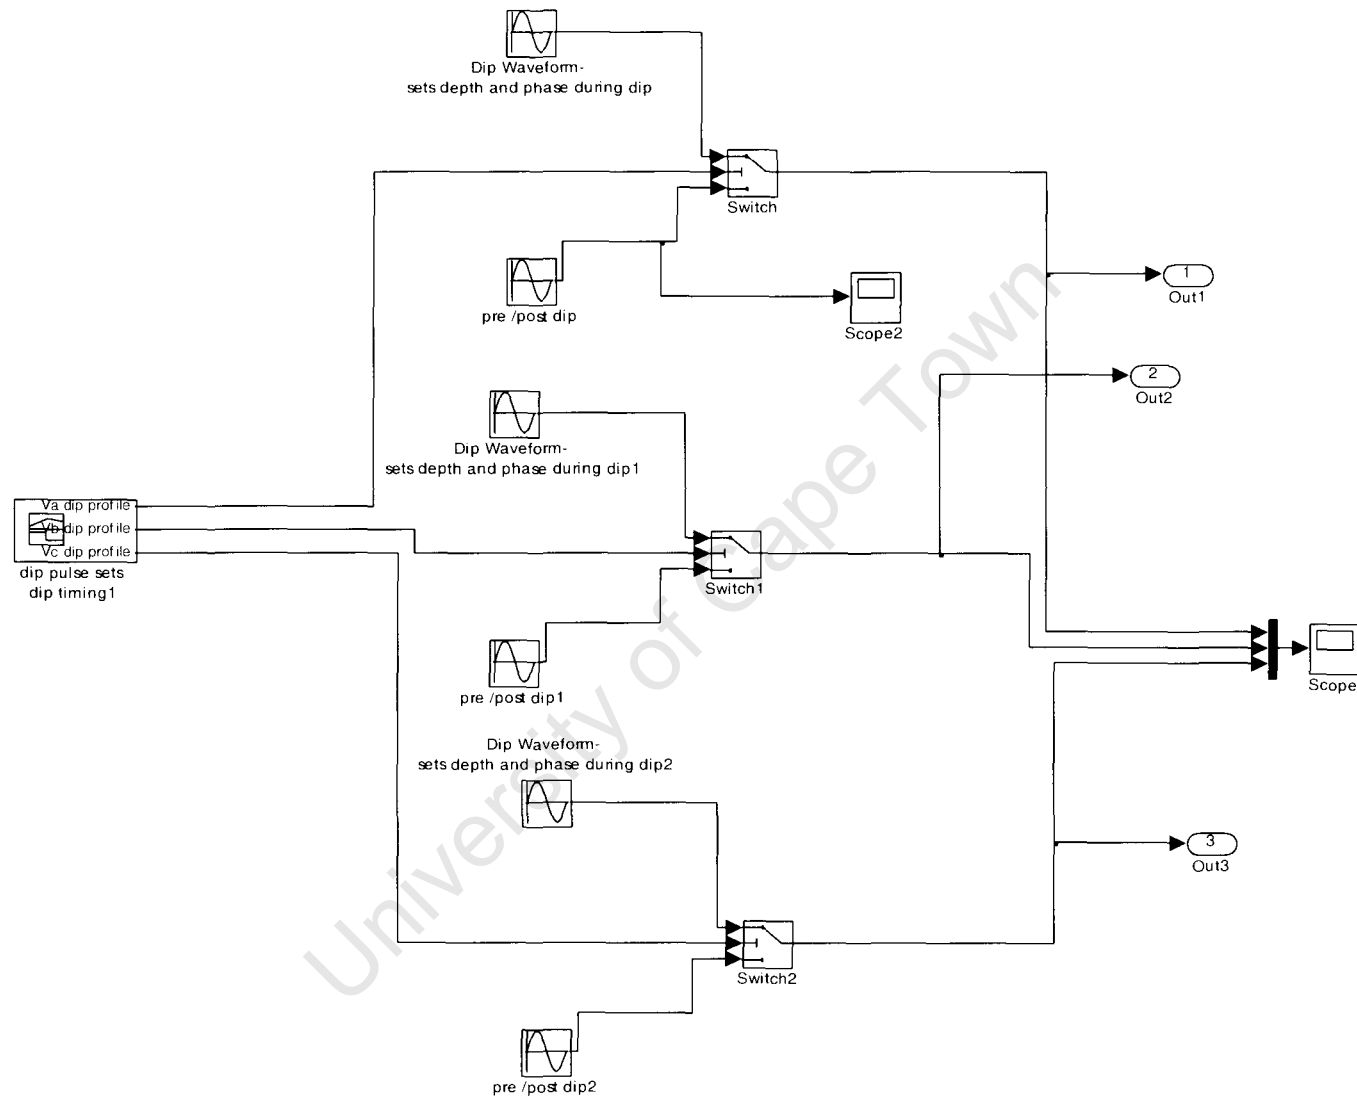 Dip Waveform-
sets depth and phase during dip
Switch
pre /post dip
Scope2
1
Out1
2
Out2
Dip Waveform-
sets depth and phase during dip1
Va dip profile
Vb dip profile
Vc dip profile
dip pulse sets
dip timing1
Switch1
pre /post dip1
Scope
Dip Waveform-
sets depth and phase during dip2
3
Out3
Switch2
pre /post dip2
University of Cape Town